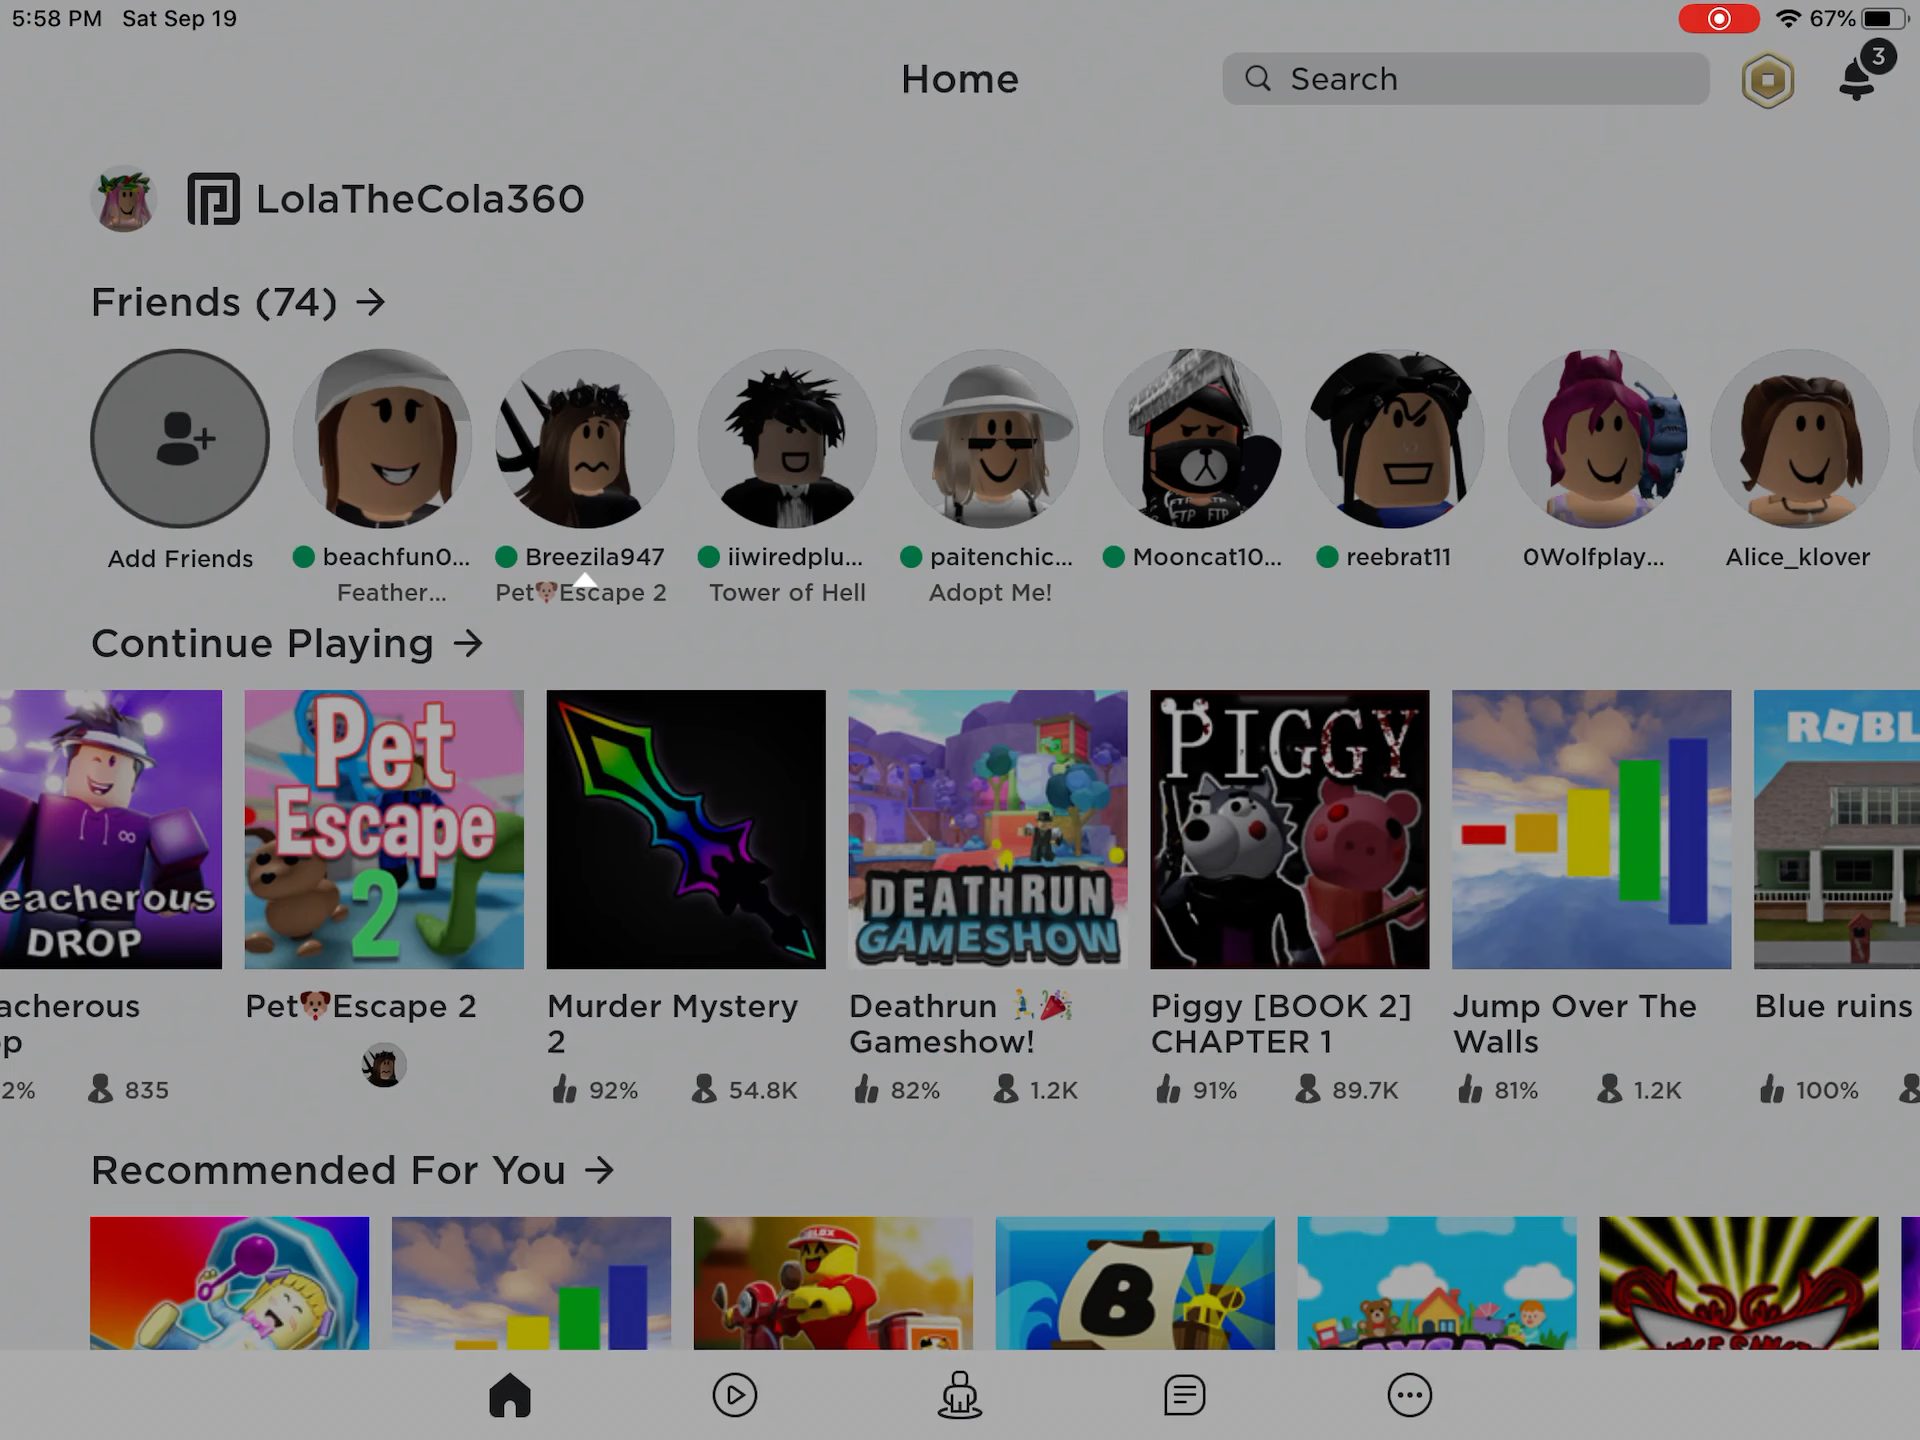 5:58 PM Sat Sep 19
67%
Home
Search
3
LolaTheCola360
Friends (74) →
Add Friends
beachfun0...
Breezila947
iiwiredplu...
paitenchic...
Mooncat10...
reebrat11
0Wolfplay...
Alice_klover
Feather...
Pet🐶Escape 2
Tower of Hell
Adopt Me!
FTP FTP
Continue Playing →
eacherous
DROP
Pet
Escape
2
PIGGY
DEATHRUN
GAMESHOW
ROBL
acherous
p
Pet🐶Escape 2
Murder Mystery
2
Deathrun 🏃🎉
Gameshow!
Piggy [BOOK 2]
CHAPTER 1
Jump Over The
Walls
Blue ruins
2% 835
92% 54.8K
82% 1.2K
91% 89.7K
81% 1.2K
100%
Recommended For You →
B